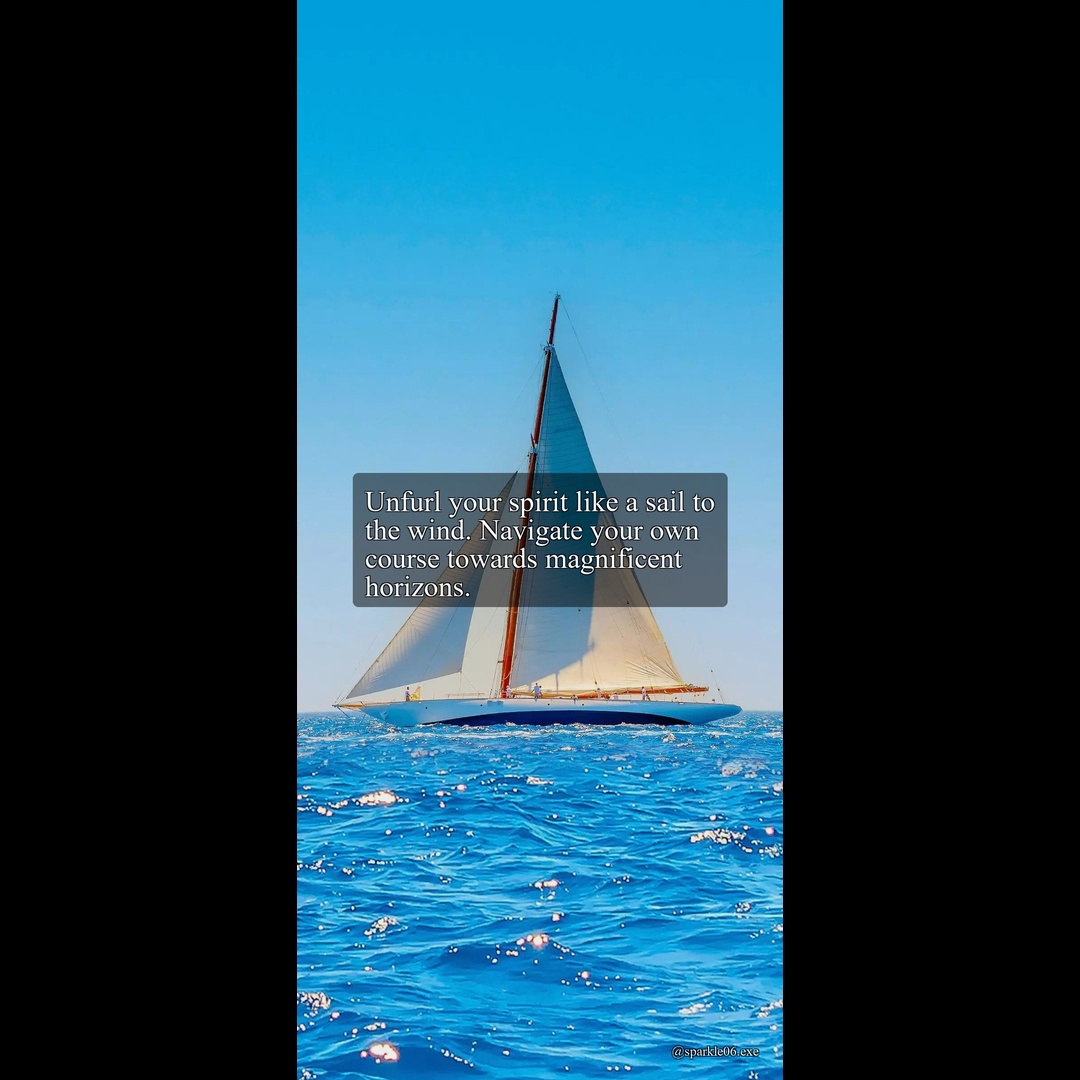 Unfurl your spirit like a sail to
the wind. Navigate your own
course towards magnificent
horizons.
@sparkle06.exe